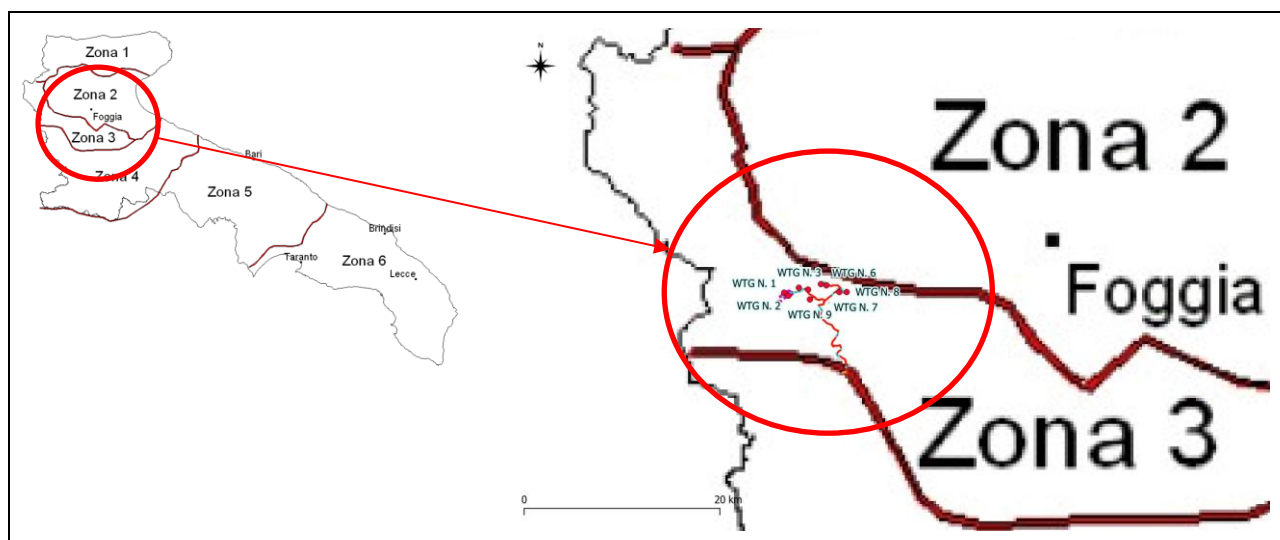 Zona 1
Zona 2
Foggia
Zona 3
Zona 4
Bari
Zona 5
Brindisi
Taranto
Zona 6
Lecce
N
Zona 2
Foggia
WTG N. 3 WTG N. 6
WTG N. 1
WTG N. 8
WTG N. 2
WTG N. 9 WTG N. 7
Zona 3
0 20 km